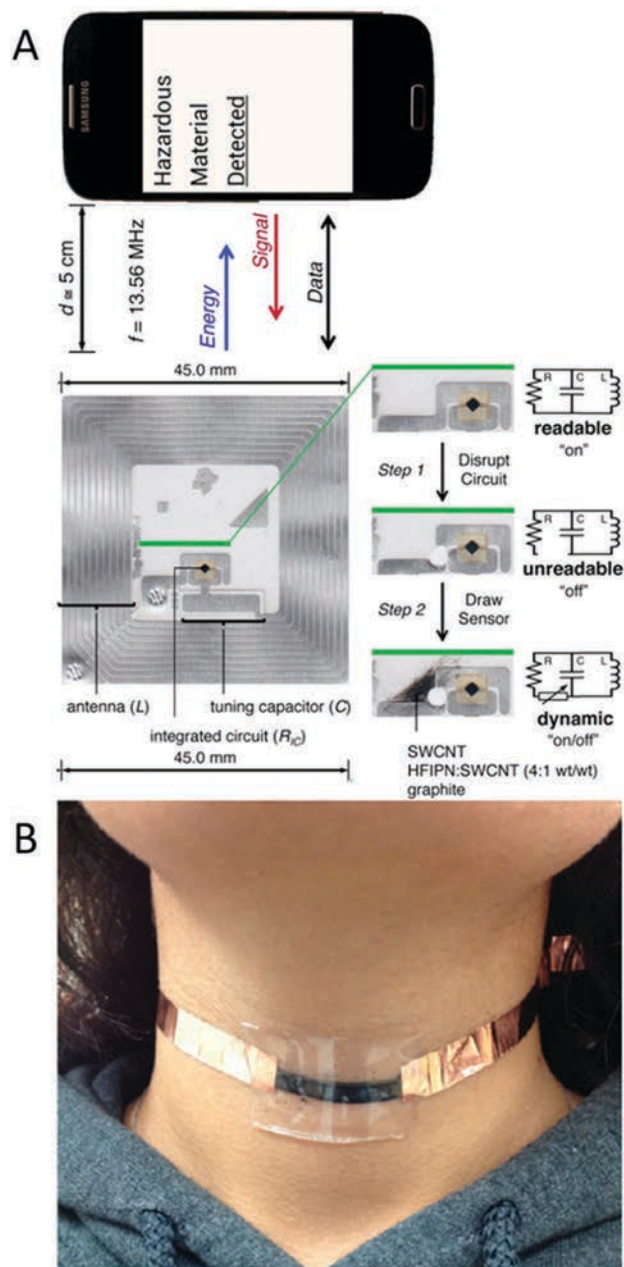 A
SAMSUNG
Hazardous
Material
Detected
d ≅ 5 cm
f = 13.56 MHz
Energy
Signal
Data
45.0 mm
R C L
readable
"on"
Step 1 Disrupt
Circuit
R C L
unreadable
"off"
Step 2 Draw
Sensor
R C L
dynamic
"on/off"
antenna (L) tuning capacitor (C)
integrated circuit (R_IC)
45.0 mm
SWCNT
HFIPN:SWCNT (4:1 wt/wt)
graphite
B